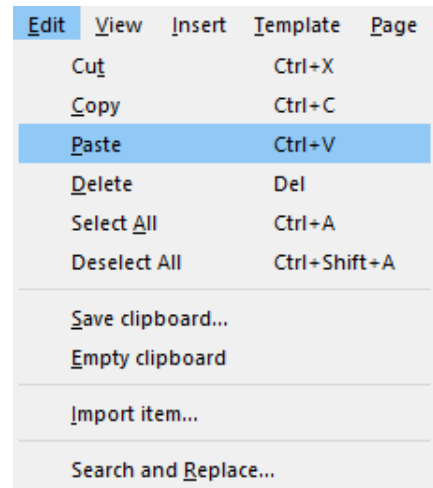 Edit View Insert Template Page
Cut Ctrl+X
Copy Ctrl+C
Paste Ctrl+V
Delete Del
Select All Ctrl+A
Deselect All Ctrl+Shift+A
Save clipboard...
Empty clipboard
Import item...
Search and Replace...